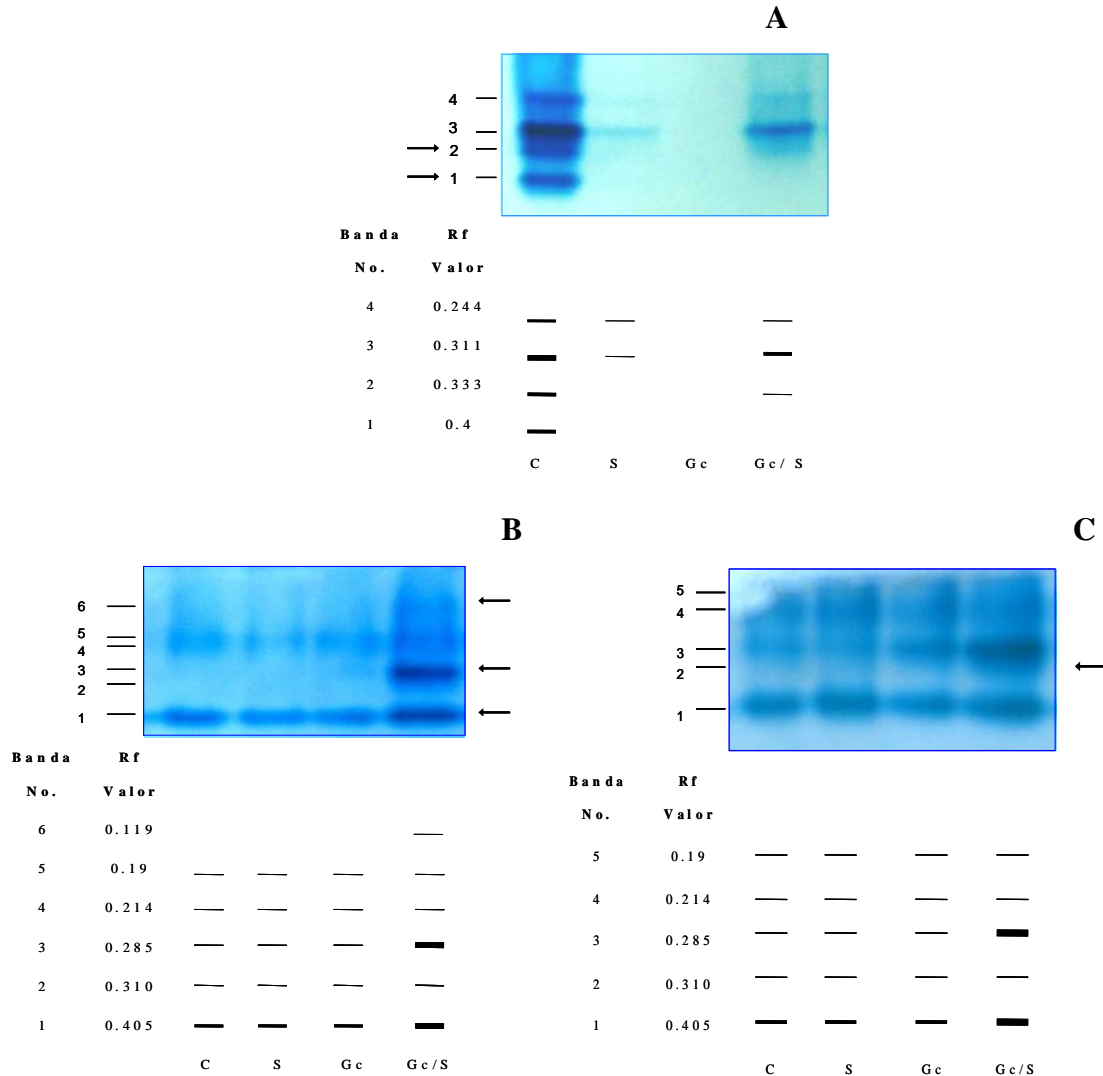 A
4
3
2
1
Banda Rf
No. Valor
4 0.244
3 0.311
2 0.333
1 0.4
C S Gc Gc/ S
B
6
5
4
3
2
1
Banda Rf
No. Valor
6 0.119
5 0.19
4 0.214
3 0.285
2 0.310
1 0.405
C S Gc Gc/S
C
5
4
3
2
1
Banda Rf
No. Valor
5 0.19
4 0.214
3 0.285
2 0.310
1 0.405
C S Gc Gc/S